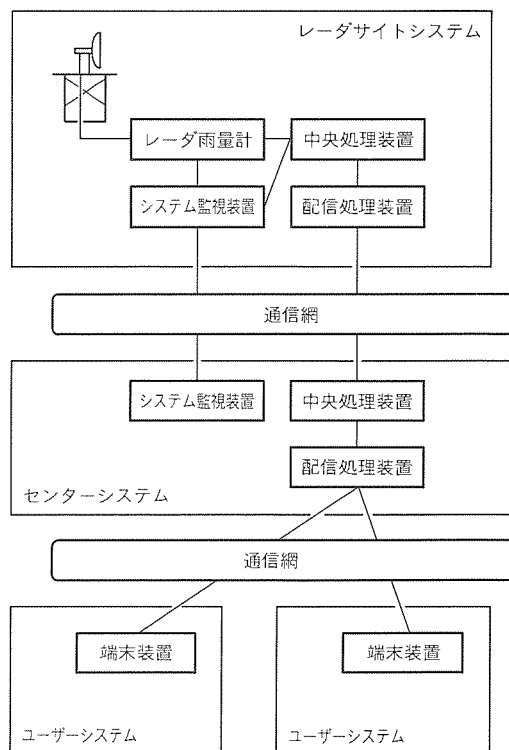 レーダサイトシステム
レーダ雨量計
中央処理装置
システム監視装置
配信処理装置
通信網
システム監視装置
中央処理装置
配信処理装置
センターシステム
通信網
端末装置
端末装置
ユーザーシステム
ユーザーシステム